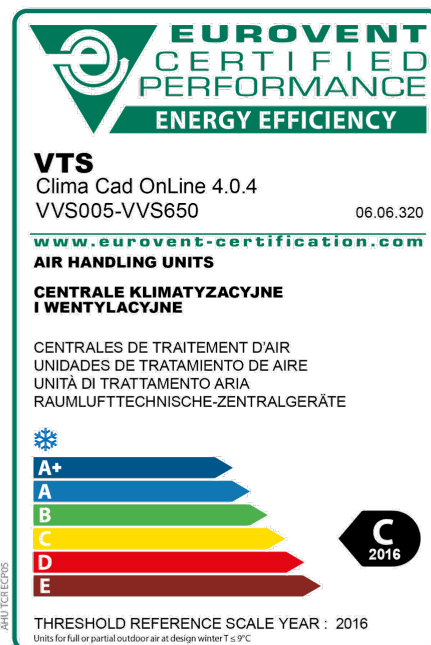 EUROVENT
CERTIFIED
PERFORMANCE
ENERGY EFFICIENCY
VTS
Clima Cad OnLine 4.0.4
VVS005-VVS650 06.06.320
www.eurovent-certification.com
AIR HANDLING UNITS
CENTRALE KLIMATYZACYJNE
I WENTYLACYJNE
CENTRALES DE TRAITEMENT D'AIR
UNIDADES DE TRATAMIENTO DE AIRE
UNITÀ DI TRATTAMENTO ARIA
RAUMLUFTTECHNISCHE-ZENTRALGERÄTE
A+
A
B
C
D
E
C
2016
AHU TCR ECP05
THRESHOLD REFERENCE SCALE YEAR : 2016
Units for full or partial outdoor air at design winter T ≤ 9°C